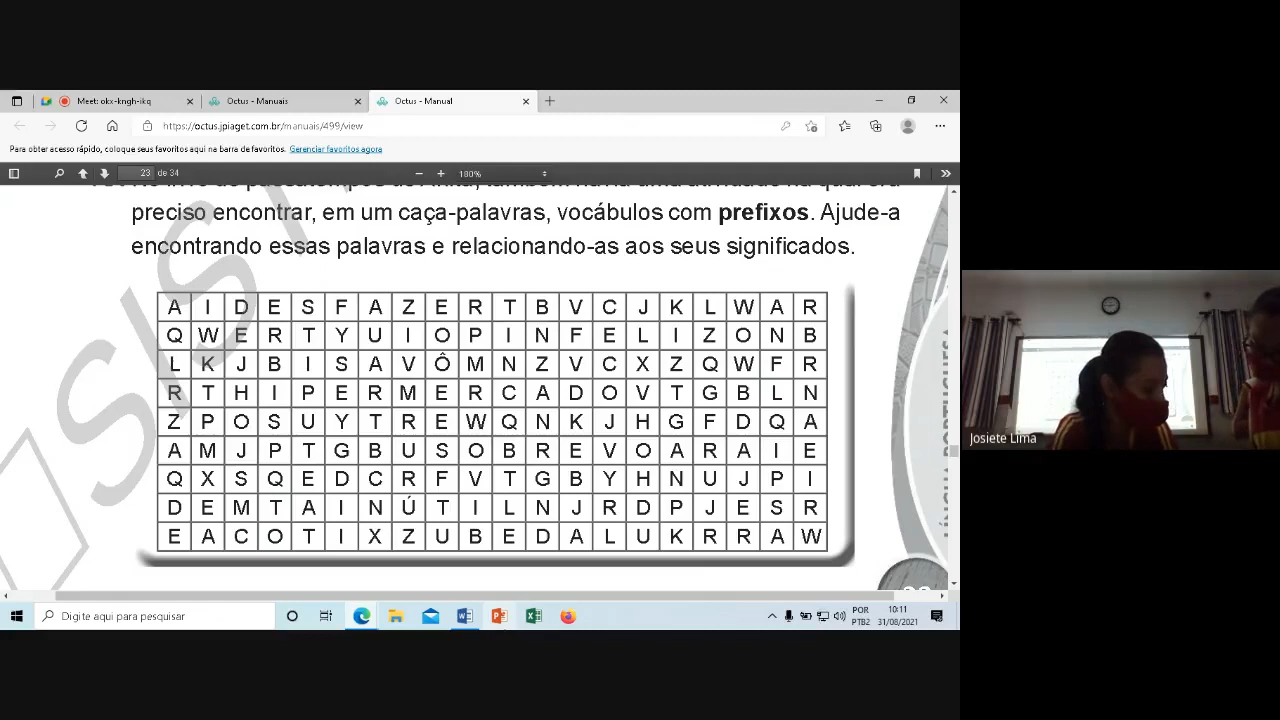 Meet: okx-kngh-ikq
Octus - Manuais
Octus - Manual
https://octus.jpiaget.com.br/manuais/499/view
Para obter acesso rápido, coloque seus favoritos aqui na barra de favoritos. Gerenciar favoritos agora
23 de 34
180%
preciso encontrar, em um caça-palavras, vocábulos com prefixos. Ajude-a
encontrando essas palavras e relacionando-as aos seus significados.
A I D E S F A Z E R T B V C J K L W A R
Q W E R T Y U I O P I N F E L I Z O N B
L K J B I S A V Ô M N Z V C X Z Q W F R
R T H I P E R M E R C A D O V T G B L N
Z P O S U Y T R E W Q N K J H G F D Q A
A M J P T G B U S O B R E V O A R A I E
Q X S Q E D C R F V T G B Y H N U J P I
D E M T A I N Ú T I L N J R D P J E S R
E A C O T I X Z U B E D A L U K R R A W
LÍNGUA PORTUGUESA
Josiete Lima
Digite aqui para pesquisar
POR
PTB2
10:11
31/08/2021